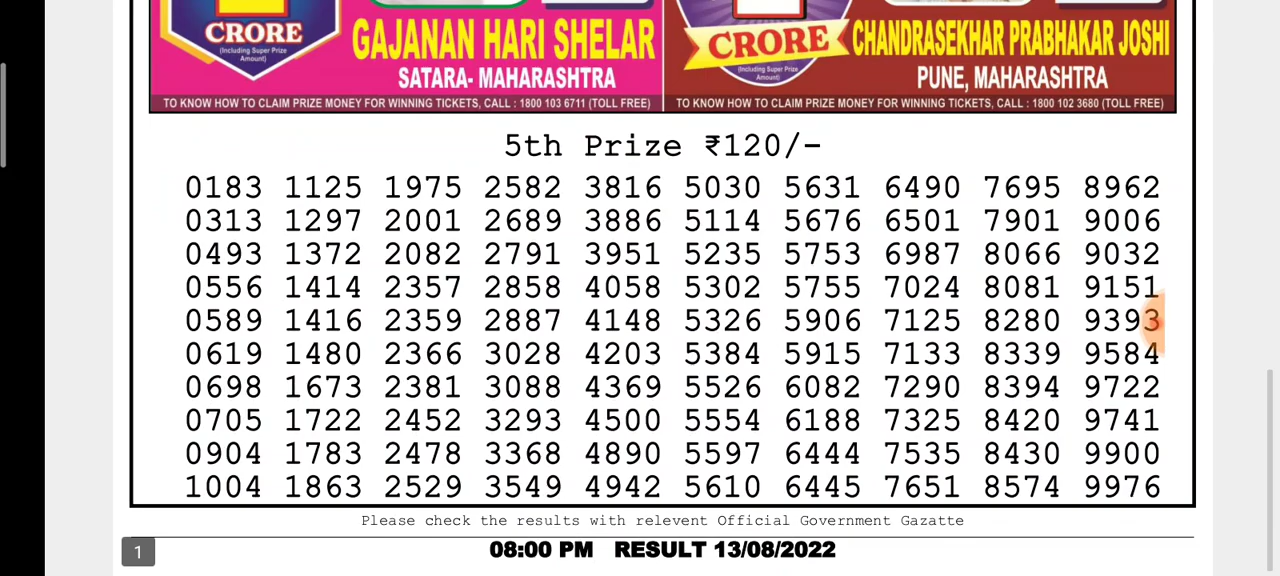 CRORE
(Including Super Prize
Amount)
GAJANAN HARI SHELAR
SATARA- MAHARASHTRA
TO KNOW HOW TO CLAIM PRIZE MONEY FOR WINNING TICKETS, CALL : 1800 103 6711 (TOLL FREE)
CRORE
(Including Super Prize
Amount)
CHANDRASEKHAR PRABHAKAR JOSHI
PUNE, MAHARASHTRA
TO KNOW HOW TO CLAIM PRIZE MONEY FOR WINNING TICKETS, CALL : 1800 102 3680 (TOLL FREE)
5th Prize ₹120/-
0183 1125 1975 2582 3816 5030 5631 6490 7695 8962
0313 1297 2001 2689 3886 5114 5676 6501 7901 9006
0493 1372 2082 2791 3951 5235 5753 6987 8066 9032
0556 1414 2357 2858 4058 5302 5755 7024 8081 9151
0589 1416 2359 2887 4148 5326 5906 7125 8280 9393
0619 1480 2366 3028 4203 5384 5915 7133 8339 9584
0698 1673 2381 3088 4369 5526 6082 7290 8394 9722
0705 1722 2452 3293 4500 5554 6188 7325 8420 9741
0904 1783 2478 3368 4890 5597 6444 7535 8430 9900
1004 1863 2529 3549 4942 5610 6445 7651 8574 9976
Please check the results with relevent Official Government Gazatte
1
08:00 PM RESULT 13/08/2022